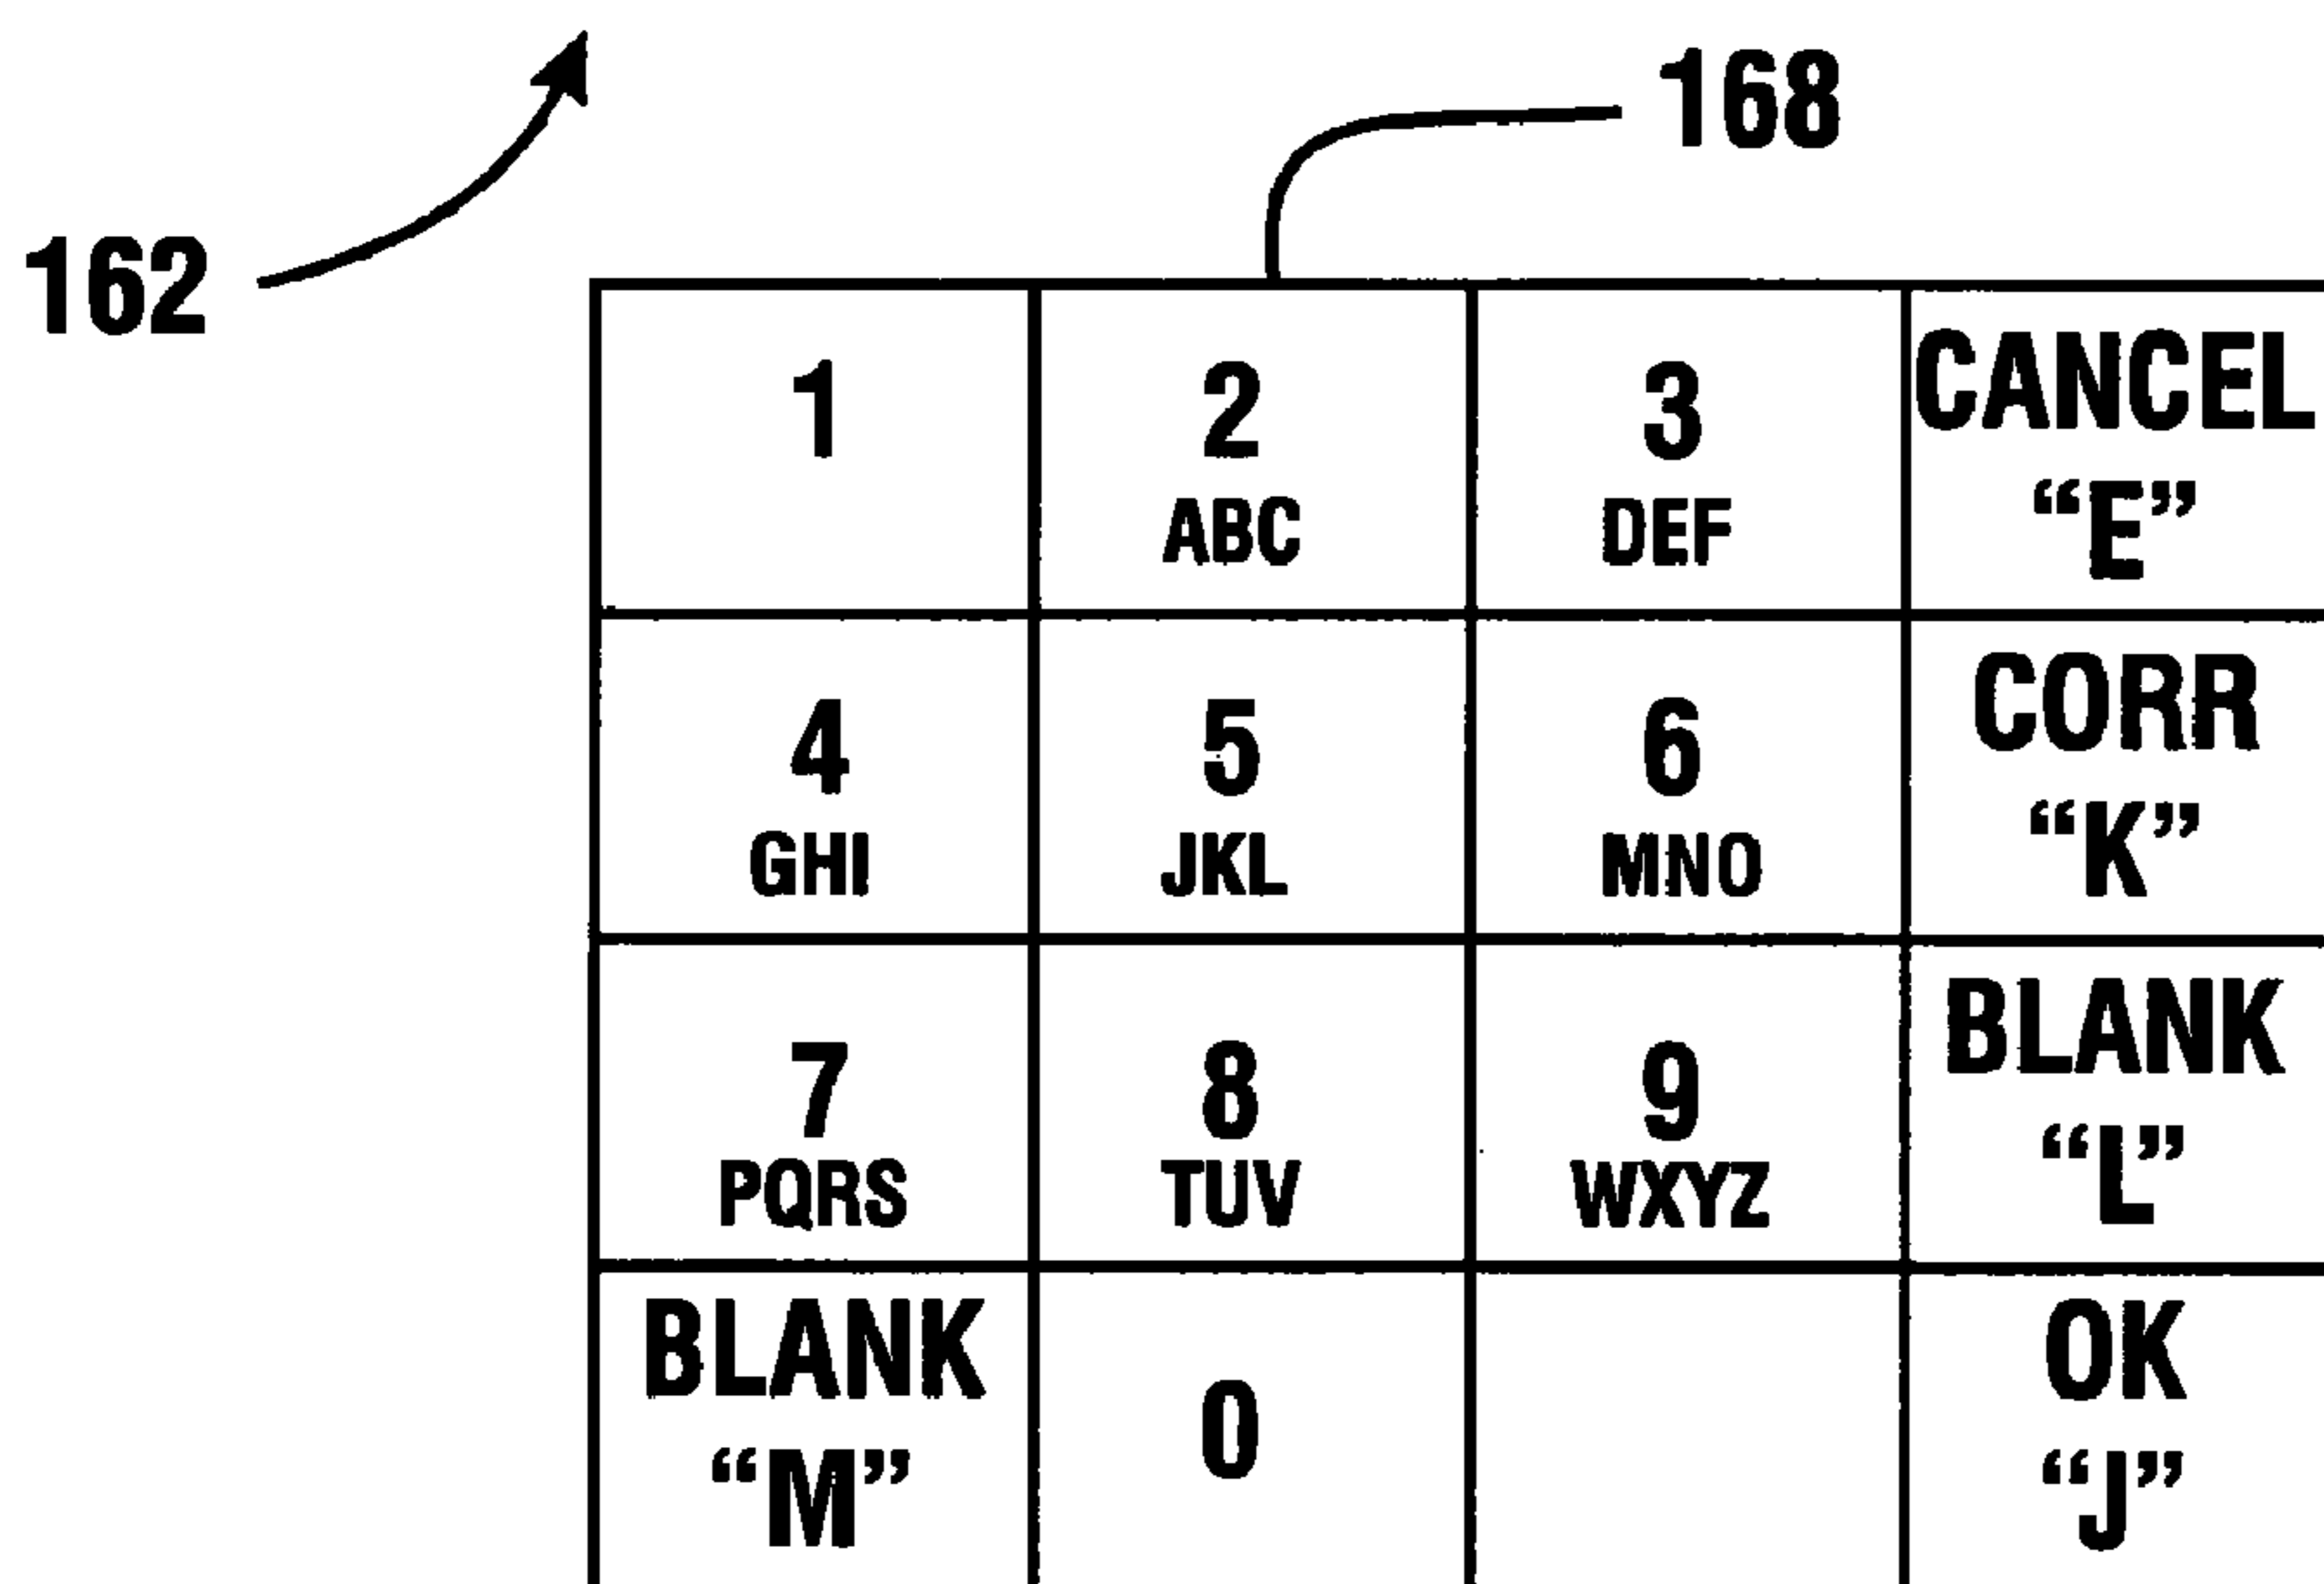 168
162
1 2 3 CANCEL
ABC DEF “E”
4 5 6 CORR
GHI JKL MNO “K”
7 8 9 BLANK
PQRS TUV WXYZ “L”
BLANK 0 OK
“M” “J”